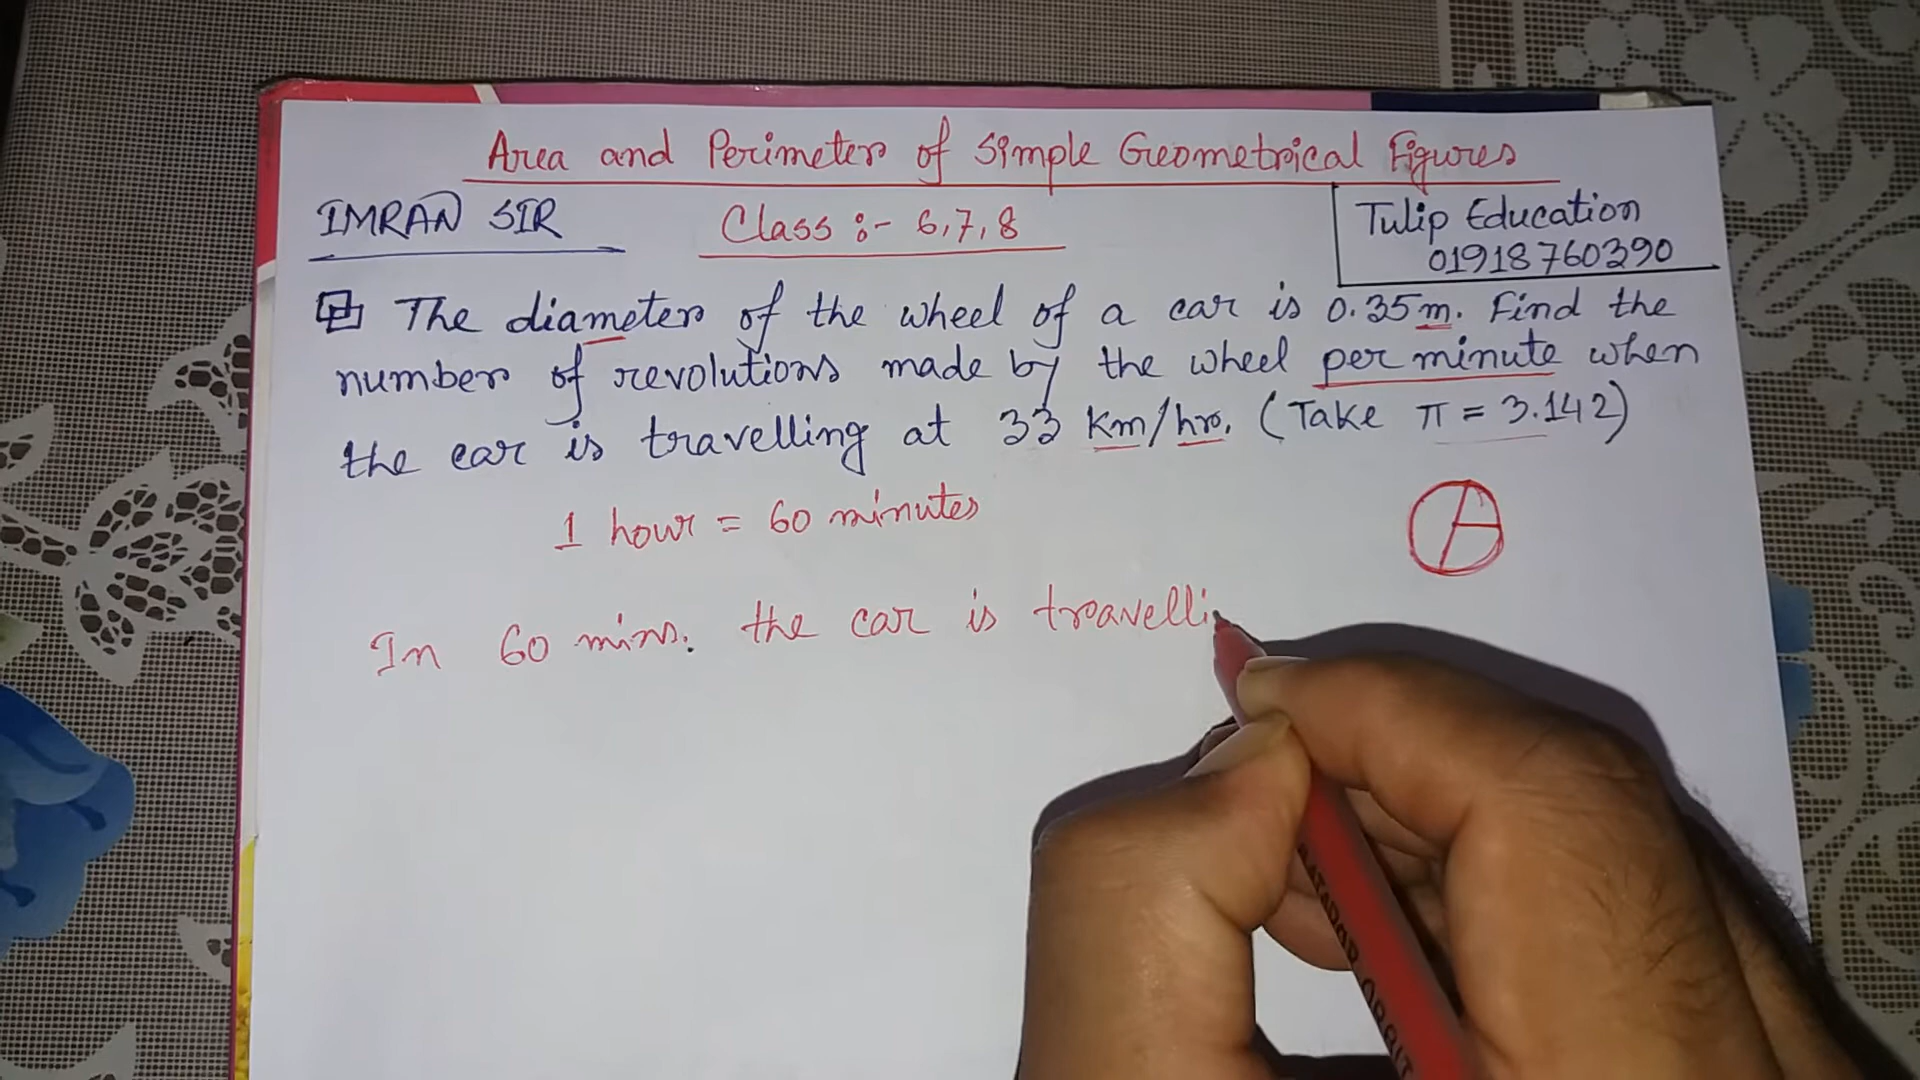 Area and Perimeter of Simple Geometrical Figures
IMRAN SIR
Class :- 6,7,8
Tulip Education
01918760390
The diameter of the wheel of a car is 0.35m. Find the
number of revolutions made by the wheel per minute when
the car is travelling at 33 km/hr. (Take π = 3.142)
1 hour = 60 minutes
In 60 mins. the car is travelli